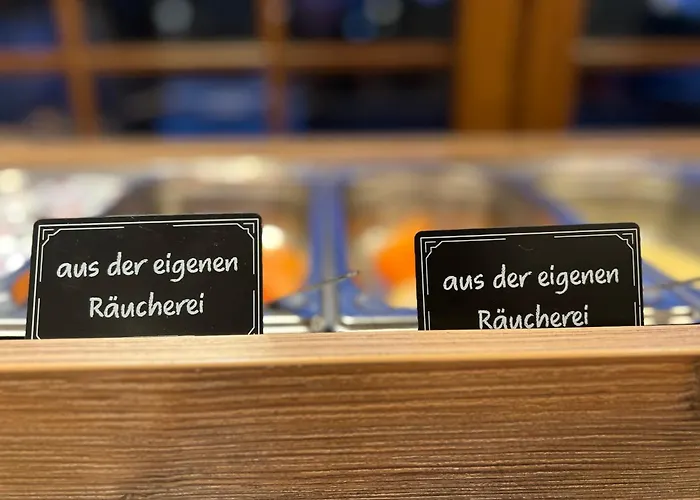 aus der eigenen
Räucherei
aus der eigenen
Räucherei